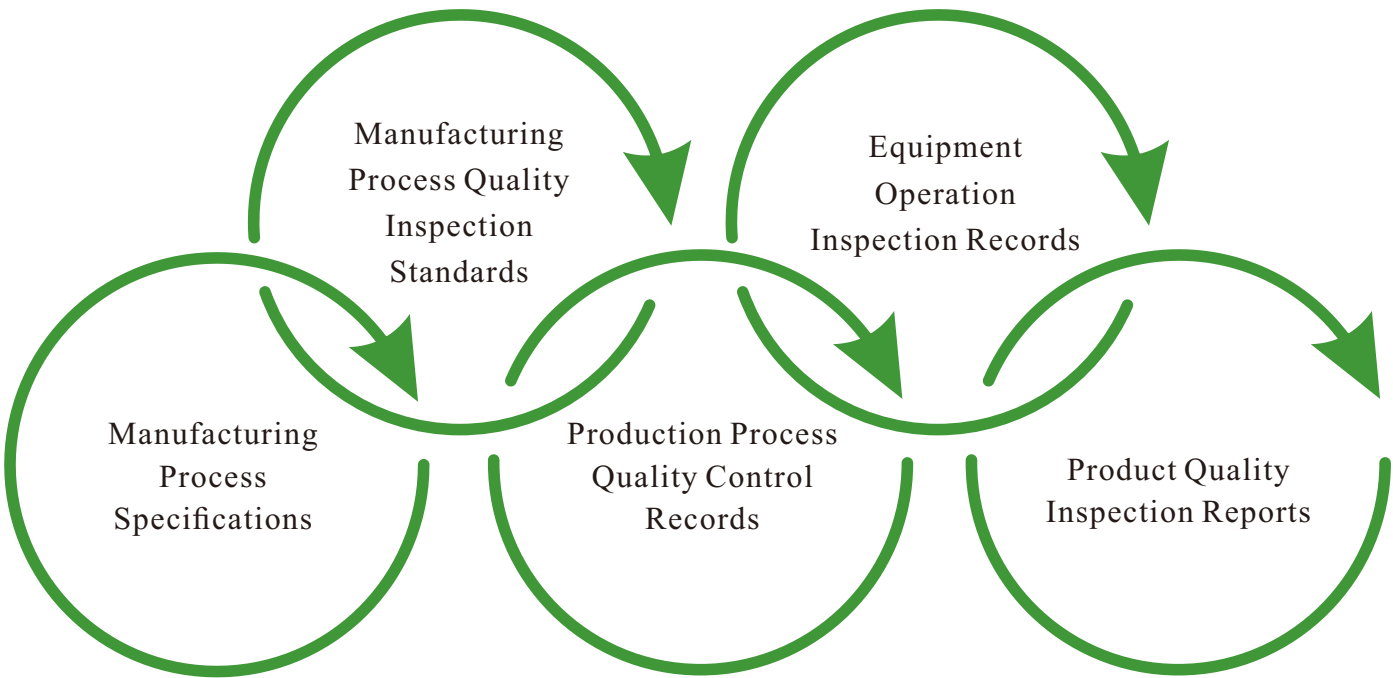 Manufacturing
Process Quality
Inspection
Standards
Equipment
Operation
Inspection Records
Manufacturing
Process
Specifications
Production Process
Quality Control
Records
Product Quality
Inspection Reports